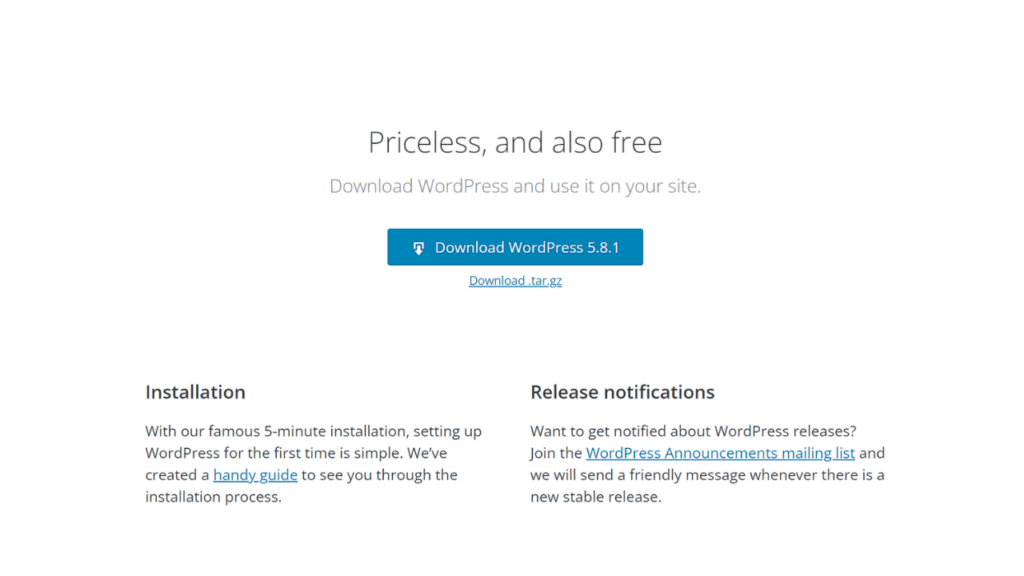 Priceless, and also free
Download WordPress and use it on your site.
Download WordPress 5.8.1
Download .tar.gz
Installation
With our famous 5-minute installation, setting up
WordPress for the first time is simple. We’ve
created a handy guide to see you through the
installation process.
Release notifications
Want to get notified about WordPress releases?
Join the WordPress Announcements mailing list and
we will send a friendly message whenever there is a
new stable release.